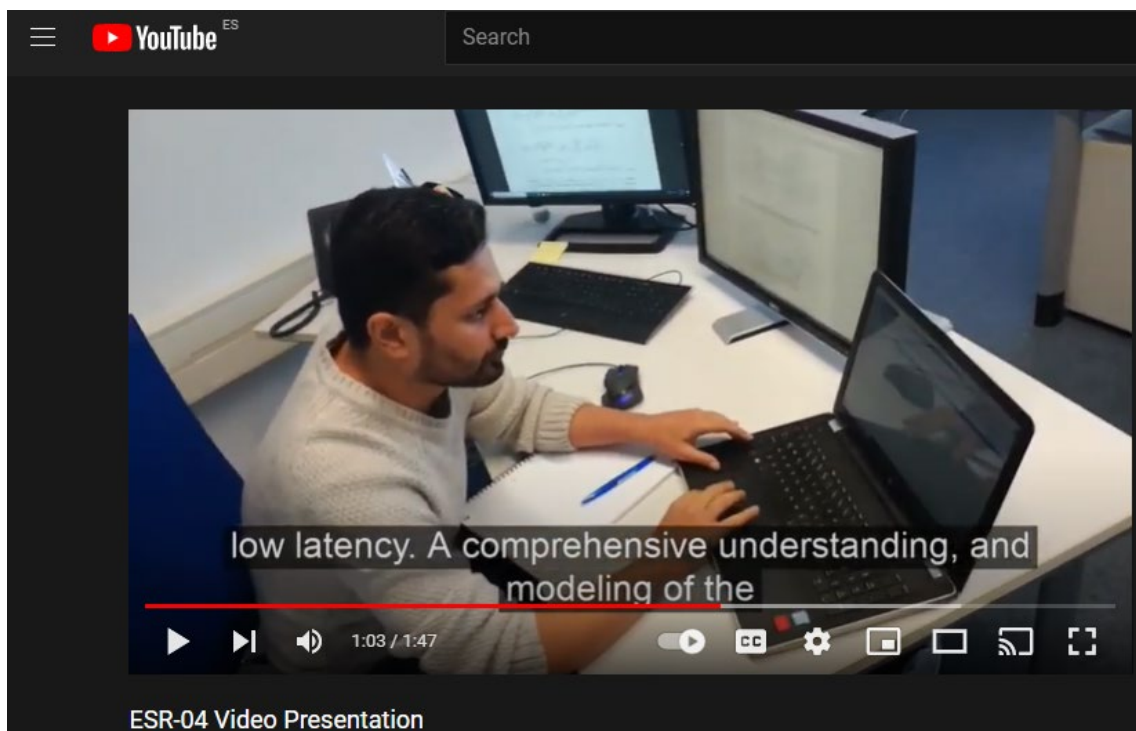 YouTube ES
Search
low latency. A comprehensive understanding, and
modeling of the
1:03 / 1:47
CC
ESR-04 Video Presentation